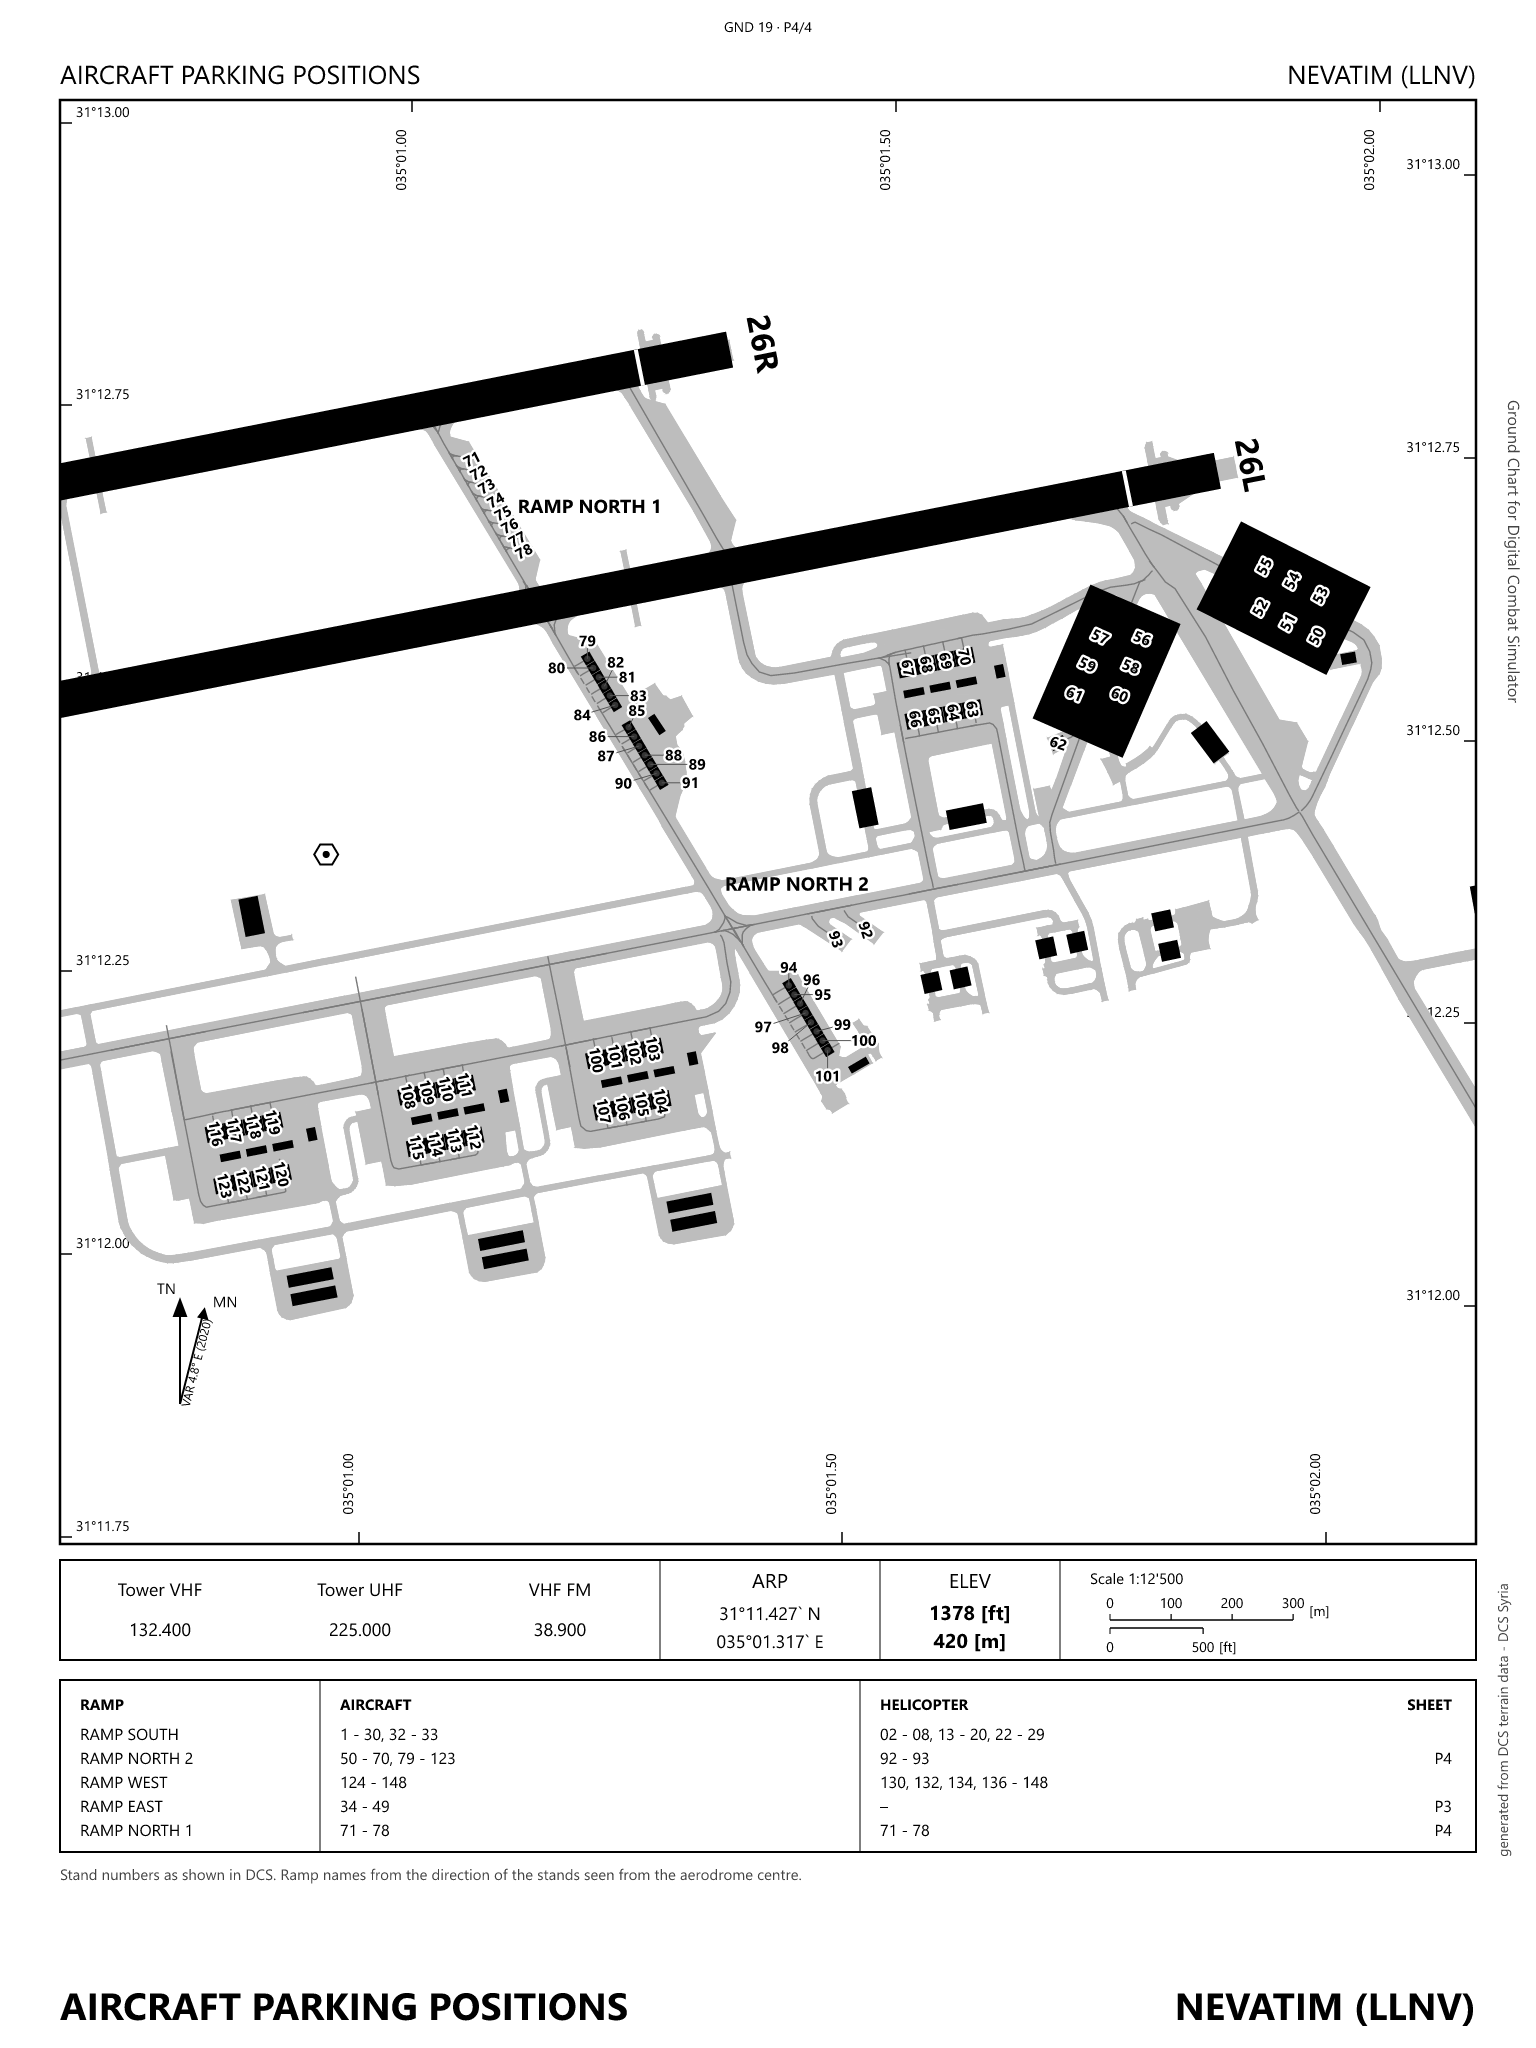 GND 19 · P4/4
AIRCRAFT PARKING POSITIONS
NEVATIM (LLNV)
31°13.00
035°01.00
035°01.50
035°02.00
31°13.00
26R
31°12.75
26L
31°12.75
71
72
73
74
75
76
77
78
RAMP NORTH 1
55
54
53
52
51
50
57
56
59
58
61
60
62
79
80
82
81
83
84
85
86
87
88
89
90
91
67
68
69
70
66
65
64
63
31°12.50
RAMP NORTH 2
93
92
31°12.25
94
96
95
97
99
98
100
101
12.25
100
101
102
103
107
106
105
104
108
109
110
111
115
114
113
112
116
117
118
119
123
122
121
120
31°12.00
TN
MN
VAR 4.8° E (2020)
31°12.00
035°01.00
035°01.50
035°02.00
31°11.75
Tower VHF
132.400
Tower UHF
225.000
VHF FM
38.900
ARP
31°11.427` N
035°01.317` E
ELEV
1378 [ft]
420 [m]
Scale 1:12'500
0 100 200 300 [m]
0 500 [ft]
RAMP AIRCRAFT HELICOPTER SHEET
RAMP SOUTH 1 - 30, 32 - 33 02 - 08, 13 - 20, 22 - 29
RAMP NORTH 2 50 - 70, 79 - 123 92 - 93 P4
RAMP WEST 124 - 148 130, 132, 134, 136 - 148
RAMP EAST 34 - 49 – P3
RAMP NORTH 1 71 - 78 71 - 78 P4
Stand numbers as shown in DCS. Ramp names from the direction of the stands seen from the aerodrome centre.
Ground Chart for Digital Combat Simulator
generated from DCS terrain data - DCS Syria
AIRCRAFT PARKING POSITIONS
NEVATIM (LLNV)